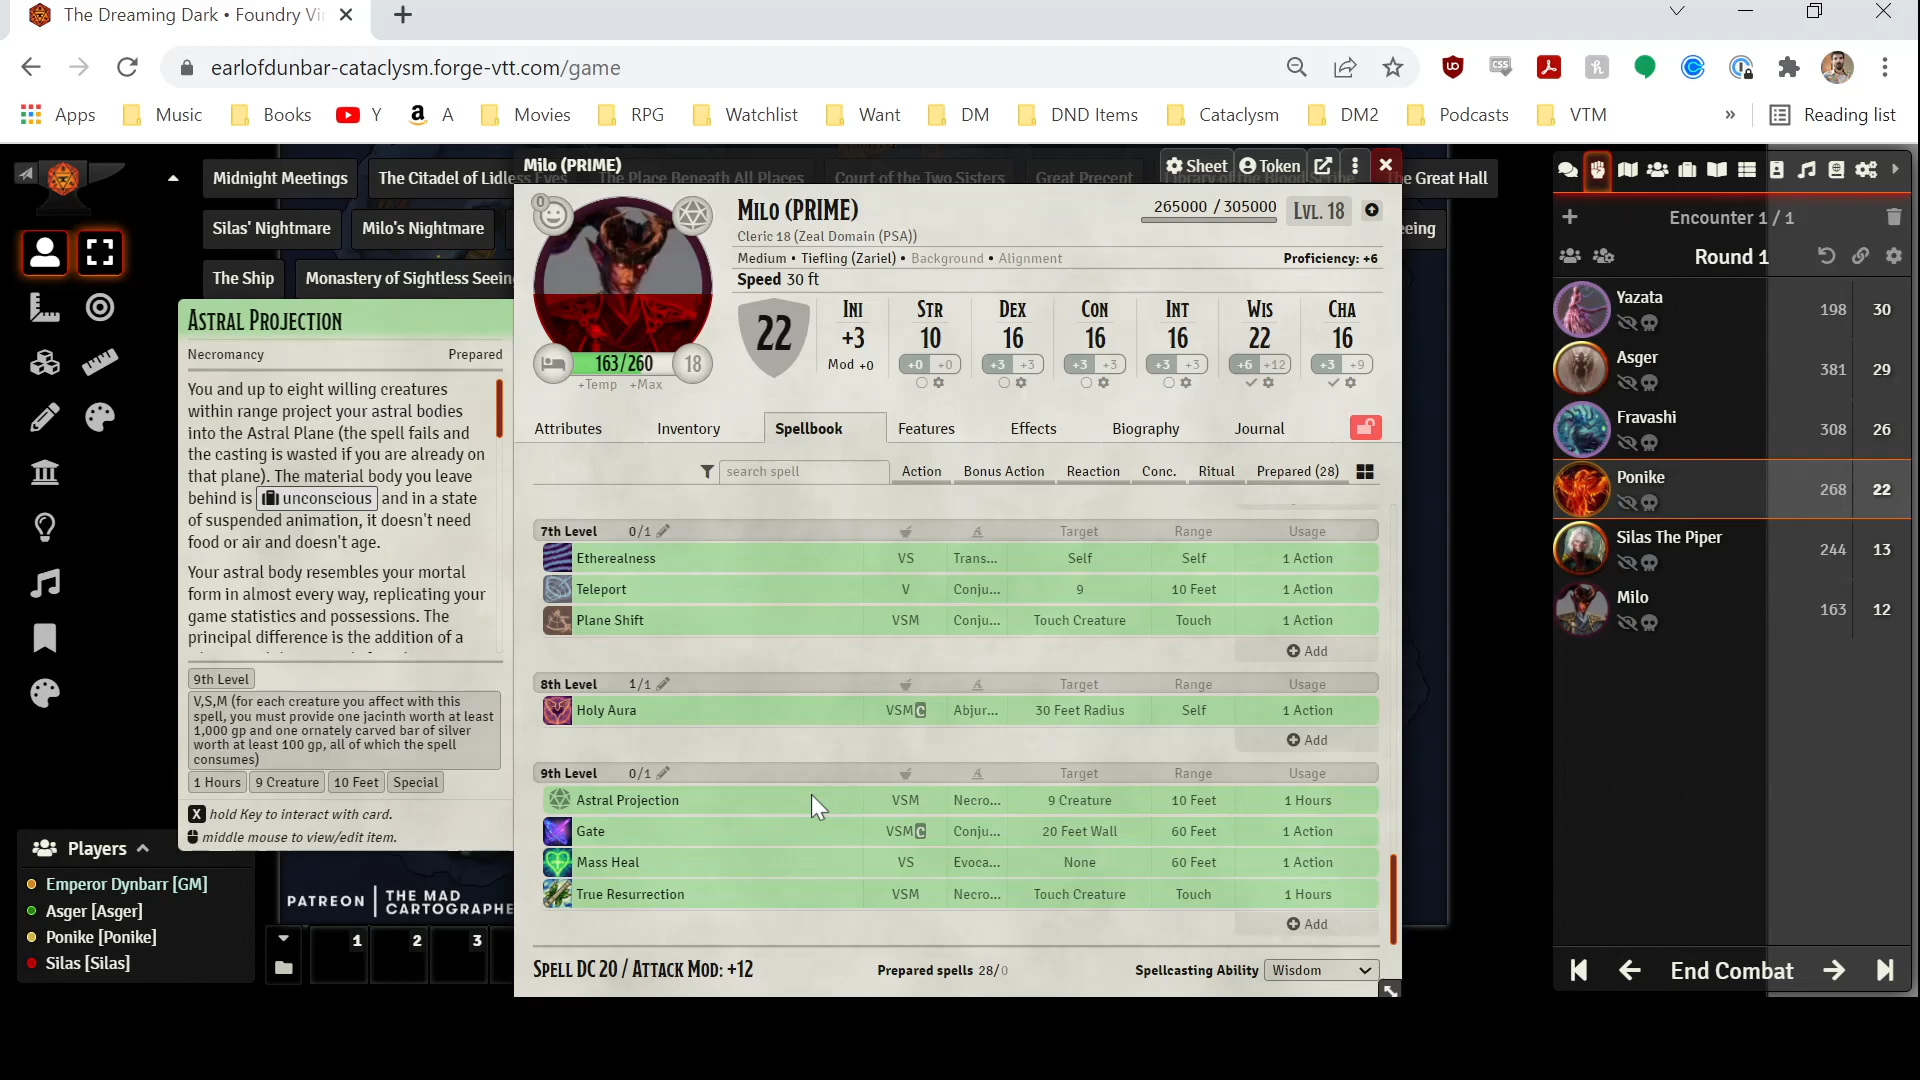 The Dreaming Dark • Foundry Vi
earlofdunbar-cataclysm.forge-vtt.com/game
Apps Music Books Y A Movies RPG Watchlist Want DM DND Items Cataclysm DM2 Podcasts VTM » Reading list
Midnight Meetings The Citadel of Lidless Eyes The Place Beneath All Places Court of the Two Sisters Great Precent Library of the Blood Scribe he Great Hall
Silas' Nightmare Milo's Nightmare eeing
The Ship Monastery of Sightless Seein
Milo (PRIME) Sheet Token
0
Milo (PRIME)
265000 / 305000 Lvl. 18
Cleric 18 (Zeal Domain (PSA))
Medium • Tiefling (Zariel) • Background • Alignment Proficiency: +6
Speed 30 ft
22
Ini Str Dex Con Int Wis Cha
+3 10 16 16 16 22 16
Mod +0 +0 +0 +3 +3 +3 +3 +3 +3 +6 +12 +3 +9
163/260 18
+Temp +Max
Attributes Inventory Spellbook Features Effects Biography Journal
search spell Action Bonus Action Reaction Conc. Ritual Prepared (28)
7th Level 0/1 Target Range Usage
Etherealness VS Trans... Self Self 1 Action
Teleport V Conju... 9 10 Feet 1 Action
Plane Shift VSM Conju... Touch Creature Touch 1 Action
Add
8th Level 1/1 Target Range Usage
Holy Aura VSM C Abjur... 30 Feet Radius Self 1 Action
Add
9th Level 0/1 Target Range Usage
Astral Projection VSM Necro... 9 Creature 10 Feet 1 Hours
Gate VSM C Conju... 20 Feet Wall 60 Feet 1 Action
Mass Heal VS Evoca... None 60 Feet 1 Action
True Resurrection VSM Necro... Touch Creature Touch 1 Hours
Add
Spell DC 20 / Attack Mod: +12 Prepared spells 28/0 Spellcasting Ability Wisdom
Astral Projection
Necromancy Prepared
You and up to eight willing creatures
within range project your astral bodies
into the Astral Plane (the spell fails and
the casting is wasted if you are already on
that plane). The material body you leave
behind is unconscious and in a state
of suspended animation, it doesn't need
food or air and doesn't age.
Your astral body resembles your mortal
form in almost every way, replicating your
game statistics and possessions. The
principal difference is the addition of a
9th Level
V,S,M (for each creature you affect with this
spell, you must provide one jacinth worth at least
1,000 gp and one ornately carved bar of silver
worth at least 100 gp, all of which the spell
consumes)
1 Hours 9 Creature 10 Feet Special
X hold Key to interact with card.
middle mouse to view/edit item.
Players
Emperor Dynbarr [GM]
Asger [Asger]
Ponike [Ponike]
Silas [Silas]
PATREON | THE MAD
CARTOGRAPHE
1 2 3
Encounter 1 / 1
Round 1
Yazata 198 30
Asger 381 29
Fravashi 308 26
Ponike 268 22
Silas The Piper 244 13
Milo 163 12
End Combat